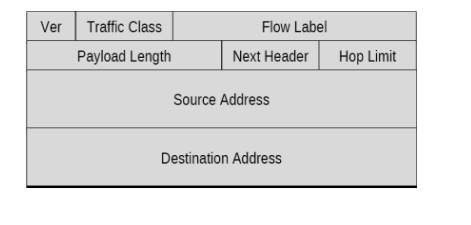 Ver Traffic Class Flow Label
Payload Length Next Header Hop Limit
Source Address
Destination Address